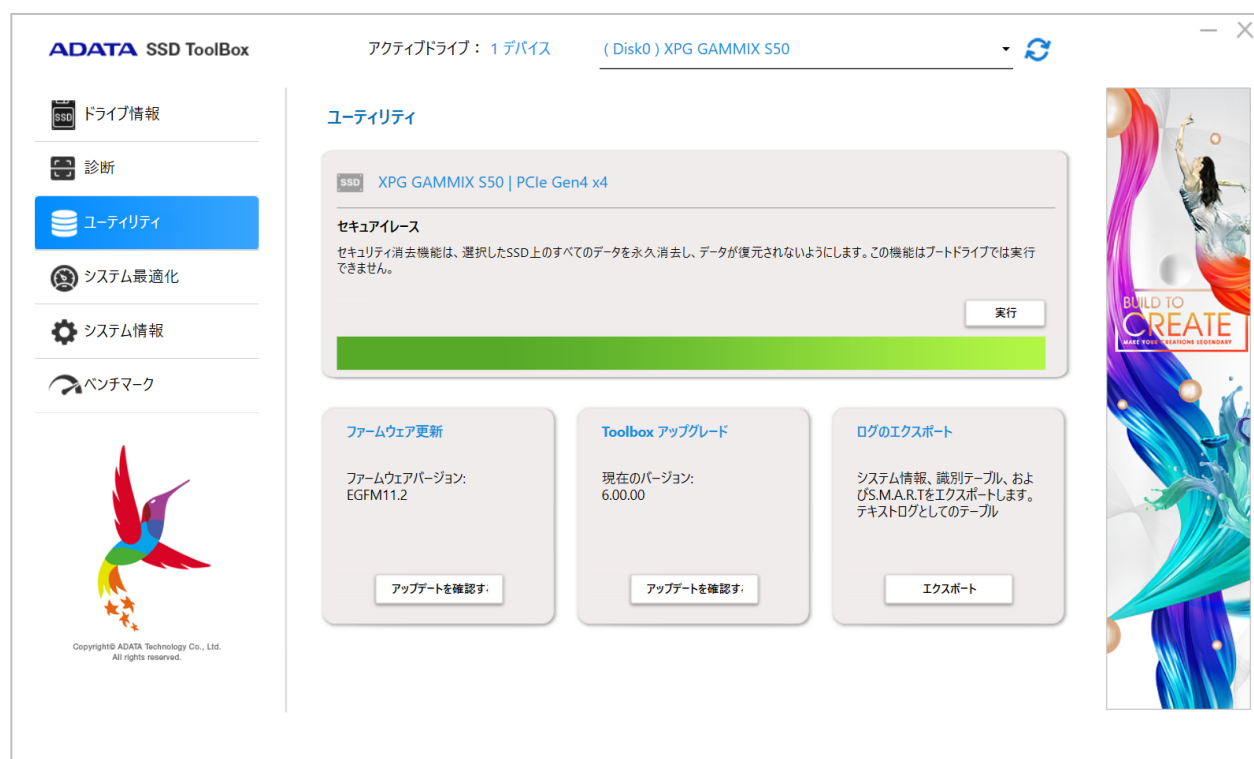 ADATA SSD ToolBox
アクティブドライブ： 1 デバイス
( Disk0 ) XPG GAMMIX S50
ドライブ情報
診断
ユーティリティ
システム最適化
システム情報
ベンチマーク
Copyright© ADATA Technology Co., Ltd.
All rights reserved.
ユーティリティ
SSD
XPG GAMMIX S50 | PCIe Gen4 x4
セキュアイレース
セキュリティ消去機能は、選択したSSD上のすべてのデータを永久消去し、データが復元されないようにします。この機能はブートドライブでは実行
できません。
実行
ファームウェア更新
ファームウェアバージョン:
EGFM11.2
アップデートを確認す
Toolbox アップグレード
現在のバージョン:
6.00.00
アップデートを確認す
ログのエクスポート
システム情報、識別テーブル、およ
びS.M.A.R.Tをエクスポートします。
テキストログとしてのテーブル
エクスポート
BUILD TO
CREATE
MAKE YOUR CREATIONS LEGENDARY